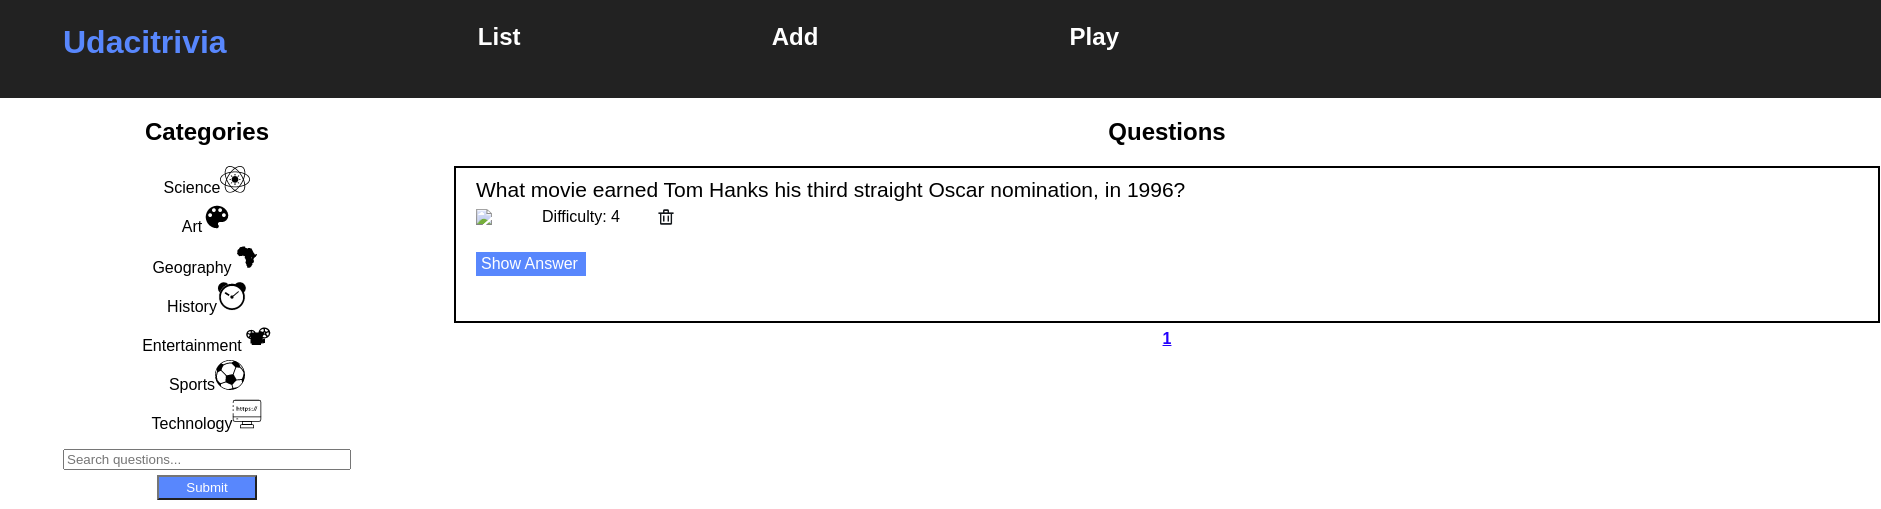 Udacitrivia
List
Add
Play
Categories
Science
Art
Geography
History
Entertainment
Sports
https://
Technology
Search questions...
Submit
Questions
What movie earned Tom Hanks his third straight Oscar nomination, in 1996?
Difficulty: 4
Show Answer
1